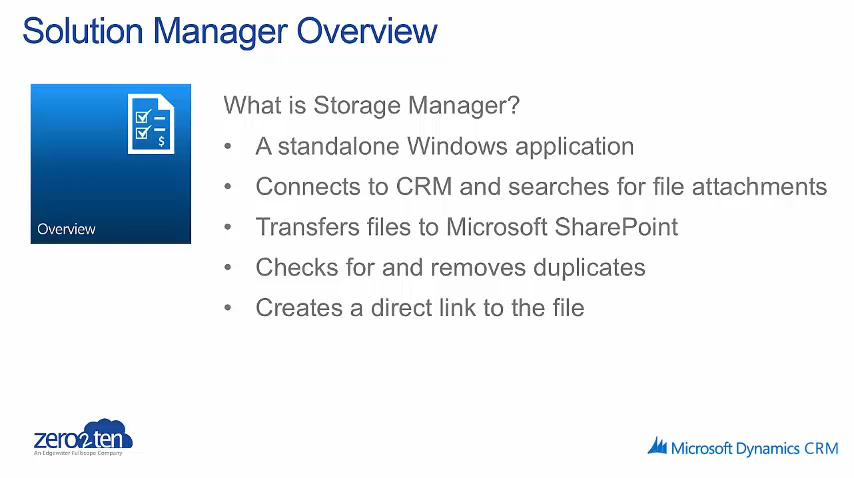 Solution Manager Overview
What is Storage Manager?
• A standalone Windows application
• Connects to CRM and searches for file attachments
• Transfers files to Microsoft SharePoint
• Checks for and removes duplicates
• Creates a direct link to the file
$
Overview
zero2ten
An Edgewater Fullscope Company
Microsoft Dynamics CRM